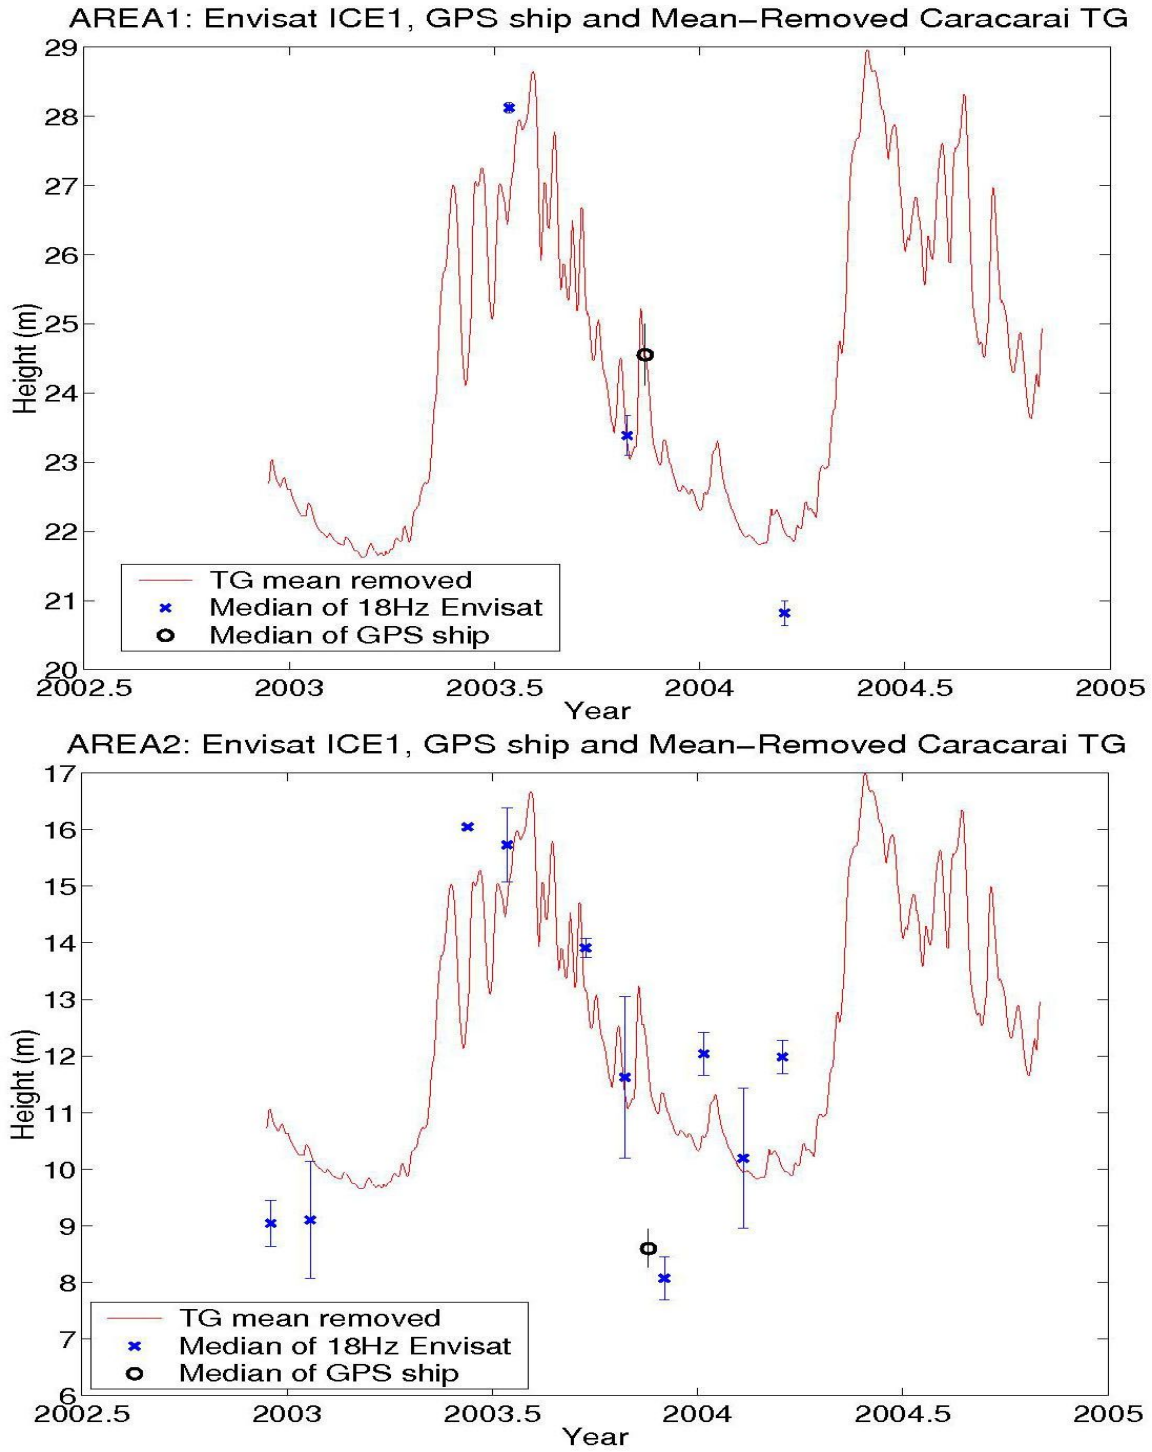 AREA1: Envisat ICE1, GPS ship and Mean−Removed Caracarai TG
29
28
27
26
25
24
23
22
21
20
Height (m)
TG mean removed
Median of 18Hz Envisat
Median of GPS ship
2002.5 2003 2003.5 2004 2004.5 2005
Year
AREA2: Envisat ICE1, GPS ship and Mean−Removed Caracarai TG
17
16
15
14
13
12
11
10
9
8
7
6
Height (m)
TG mean removed
Median of 18Hz Envisat
Median of GPS ship
2002.5 2003 2003.5 2004 2004.5 2005
Year